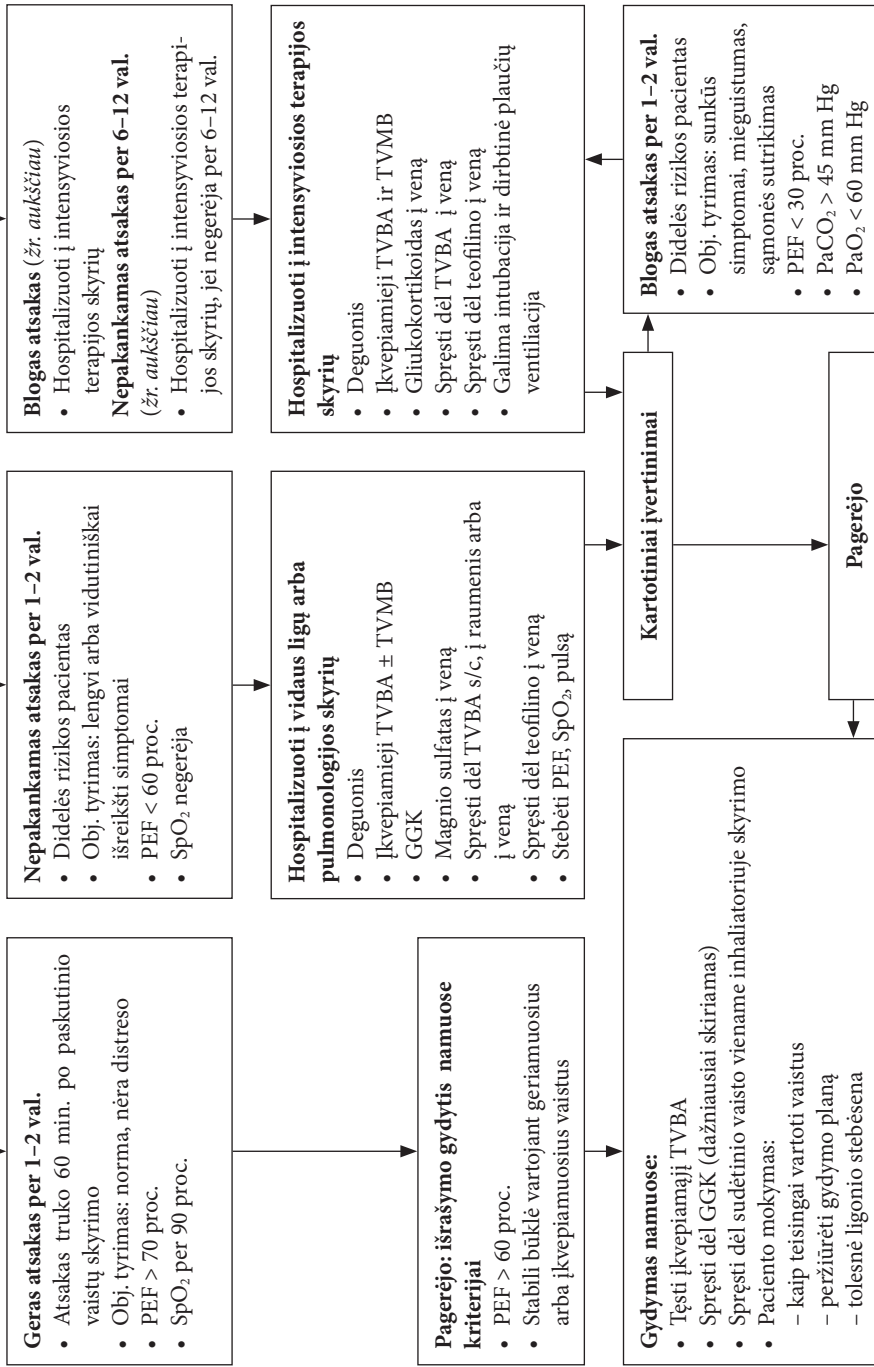 Geras atsakas per 1–2 val.
• Atsakas truko 60 min. po paskutinio
vaistų skyrimo
• Obj. tyrimas: norma, nėra distreso
• PEF > 70 proc.
• SpO₂ per 90 proc.
Nepakankamas atsakas per 1–2 val.
• Didelės rizikos pacientas
• Obj. tyrimas: lengvi arba vidutiniškai
išreikšti simptomai
• PEF < 60 proc.
• SpO₂ negerėja
Blogas atsakas (žr. aukščiau)
• Hospitalizuoti į intensyviosios
terapijos skyrių
Nepakankamas atsakas per 6–12 val.
(žr. aukščiau)
• Hospitalizuoti į intensyviosios terapi-
jos skyrių, jei negerėja per 6–12 val.
Pagerėjo: išrašymo gydytis namuose
kriterijai
• PEF > 60 proc.
• Stabili būklė vartojant geriamuosius
arba įkvepiamuosius vaistus
Hospitalizuoti į vidaus ligų arba
pulmonologijos skyrių
• Deguonis
• Įkvepiamieji TVBA ± TVMB
• GGK
• Magnio sulfatas į veną
• Spręsti dėl TVBA s/c, į raumenis arba
į veną
• Spręsti dėl teofilino į veną
• Stebėti PEF, SpO₂, pulsą
Hospitalizuoti į intensyviosios terapijos
skyrių
• Deguonis
• Įkvepiamieji TVBA ir TVMB
• Gliukokortikoidas į veną
• Spręsti dėl TVBA į veną
• Spręsti dėl teofilino į veną
• Galima intubacija ir dirbtinė plaučių
ventiliacija
Gydymas namuose:
• Tęsti įkvepiamąjį TVBA
• Spręsti dėl GGK (dažniausiai skiriamas)
• Spręsti dėl sudėtinio vaisto viename inhaliatoriuje skyrimo
• Paciento mokymas:
– kaip teisingai vartoti vaistus
– peržiūrėti gydymo planą
– tolesnė ligonio stebėsena
Kartotiniai įvertinimai
Pagerėjo
Blogas atsakas per 1–2 val.
• Didelės rizikos pacientas
• Obj. tyrimas: sunkūs
simptomai, mieguistumas,
sąmonės sutrikimas
• PEF < 30 proc.
• PaCO₂ > 45 mm Hg
• PaO₂ < 60 mm Hg